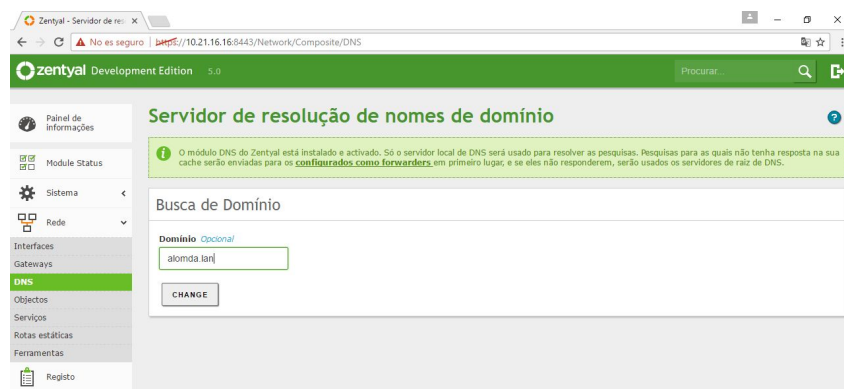 Zentyal - Servidor de res
No es seguro | https://10.21.16.16:8443/Network/Composite/DNS
zentyal Development Edition 5.0
Procurar...
Painel de
informações
Module Status
Sistema
Rede
Interfaces
Gateways
DNS
Objectos
Serviços
Rotas estáticas
Ferramentas
Registo
Servidor de resolução de nomes de domínio
O módulo DNS do Zentyal está instalado e activado. Só o servidor local de DNS será usado para resolver as pesquisas. Pesquisas para as quais não tenha resposta na sua
cache serão enviadas para os configurados como forwarders em primeiro lugar, e se eles não responderem, serão usados os servidores de raiz de DNS.
Busca de Domínio
Domínio Opcional
alomda.lan
CHANGE